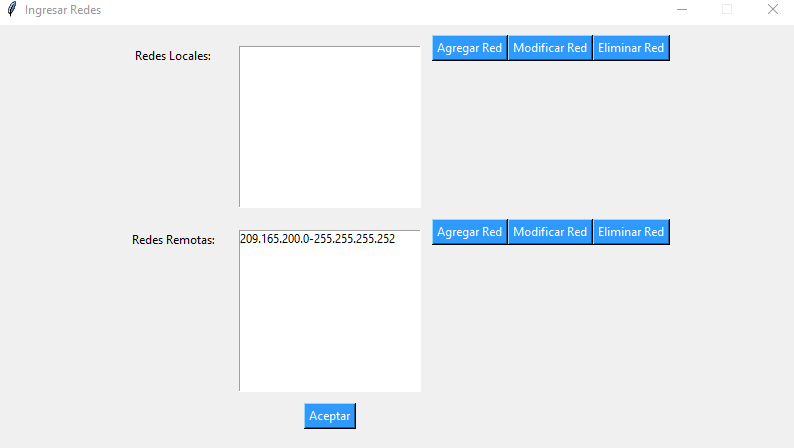 Ingresar Redes
Redes Locales:
Agregar Red Modificar Red Eliminar Red
Redes Remotas:
209.165.200.0-255.255.255.252
Agregar Red Modificar Red Eliminar Red
Aceptar